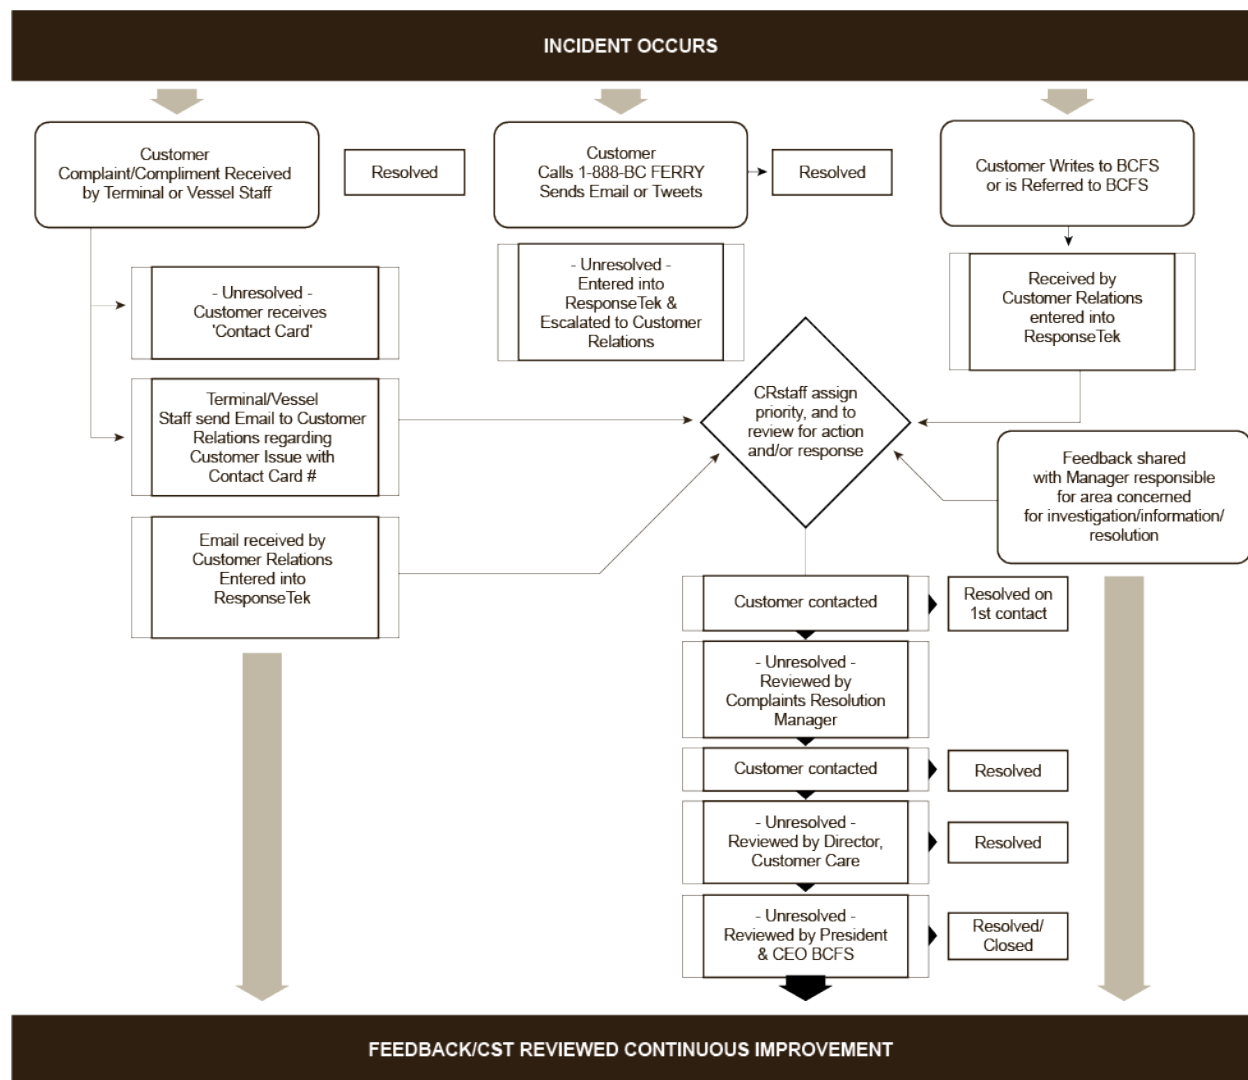 INCIDENT OCCURS
Customer
Complaint/Compliment Received
by Terminal or Vessel Staff
Resolved
Customer
Calls 1-888-BC FERRY
Sends Email or Tweets
Resolved
Customer Writes to BCFS
or is Referred to BCFS
- Unresolved -
Customer receives
'Contact Card'
- Unresolved -
Entered into
ResponseTek &
Escalated to Customer
Relations
Received by
Customer Relations
entered into
ResponseTek
Terminal/Vessel
Staff send Email to Customer
Relations regarding
Customer Issue with
Contact Card #
CRstaff assign
priority, and to
review for action
and/or response
Feedback shared
with Manager responsible
for area concerned
for investigation/information/
resolution
Email received by
Customer Relations
Entered into
ResponseTek
Customer contacted
Resolved on
1st contact
- Unresolved -
Reviewed by
Complaints Resolution
Manager
Customer contacted
Resolved
- Unresolved -
Reviewed by Director,
Customer Care
Resolved
- Unresolved -
Reviewed by President
& CEO BCFS
Resolved/
Closed
FEEDBACK/CST REVIEWED CONTINUOUS IMPROVEMENT